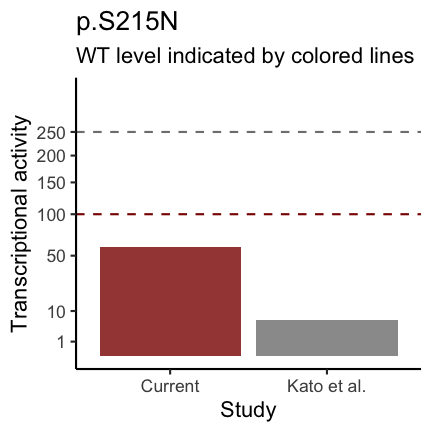 p.S215N
WT level indicated by colored lines
Transcriptional activity
250
200
150
100
50
10
1
Current
Kato et al.
Study